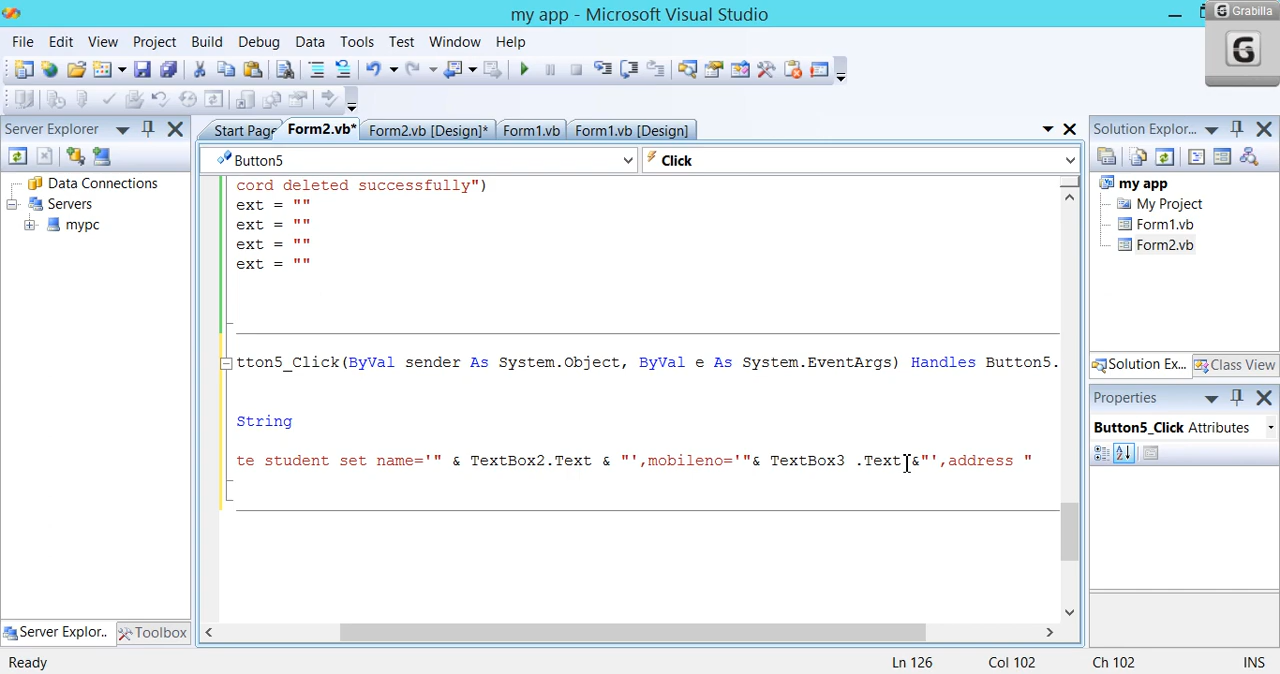 my app - Microsoft Visual Studio
Grabilla
File Edit View Project Build Debug Data Tools Test Window Help
Server Explorer
Start Page Form2.vb* Form2.vb [Design]* Form1.vb Form1.vb [Design]
Solution Explor...
Button5 Click
Data Connections
Servers
mypc
my app
My Project
Form1.vb
Form2.vb
cord deleted successfully")
ext = ""
ext = ""
ext = ""
ext = ""
tton5_Click(ByVal sender As System.Object, ByVal e As System.EventArgs) Handles Button5.
String
te student set name='" & TextBox2.Text & "',mobileno='"& TextBox3 .Text &"',address "
Solution Ex... Class View
Properties
Button5_Click Attributes
Server Explor.. Toolbox
Ready Ln 126 Col 102 Ch 102 INS